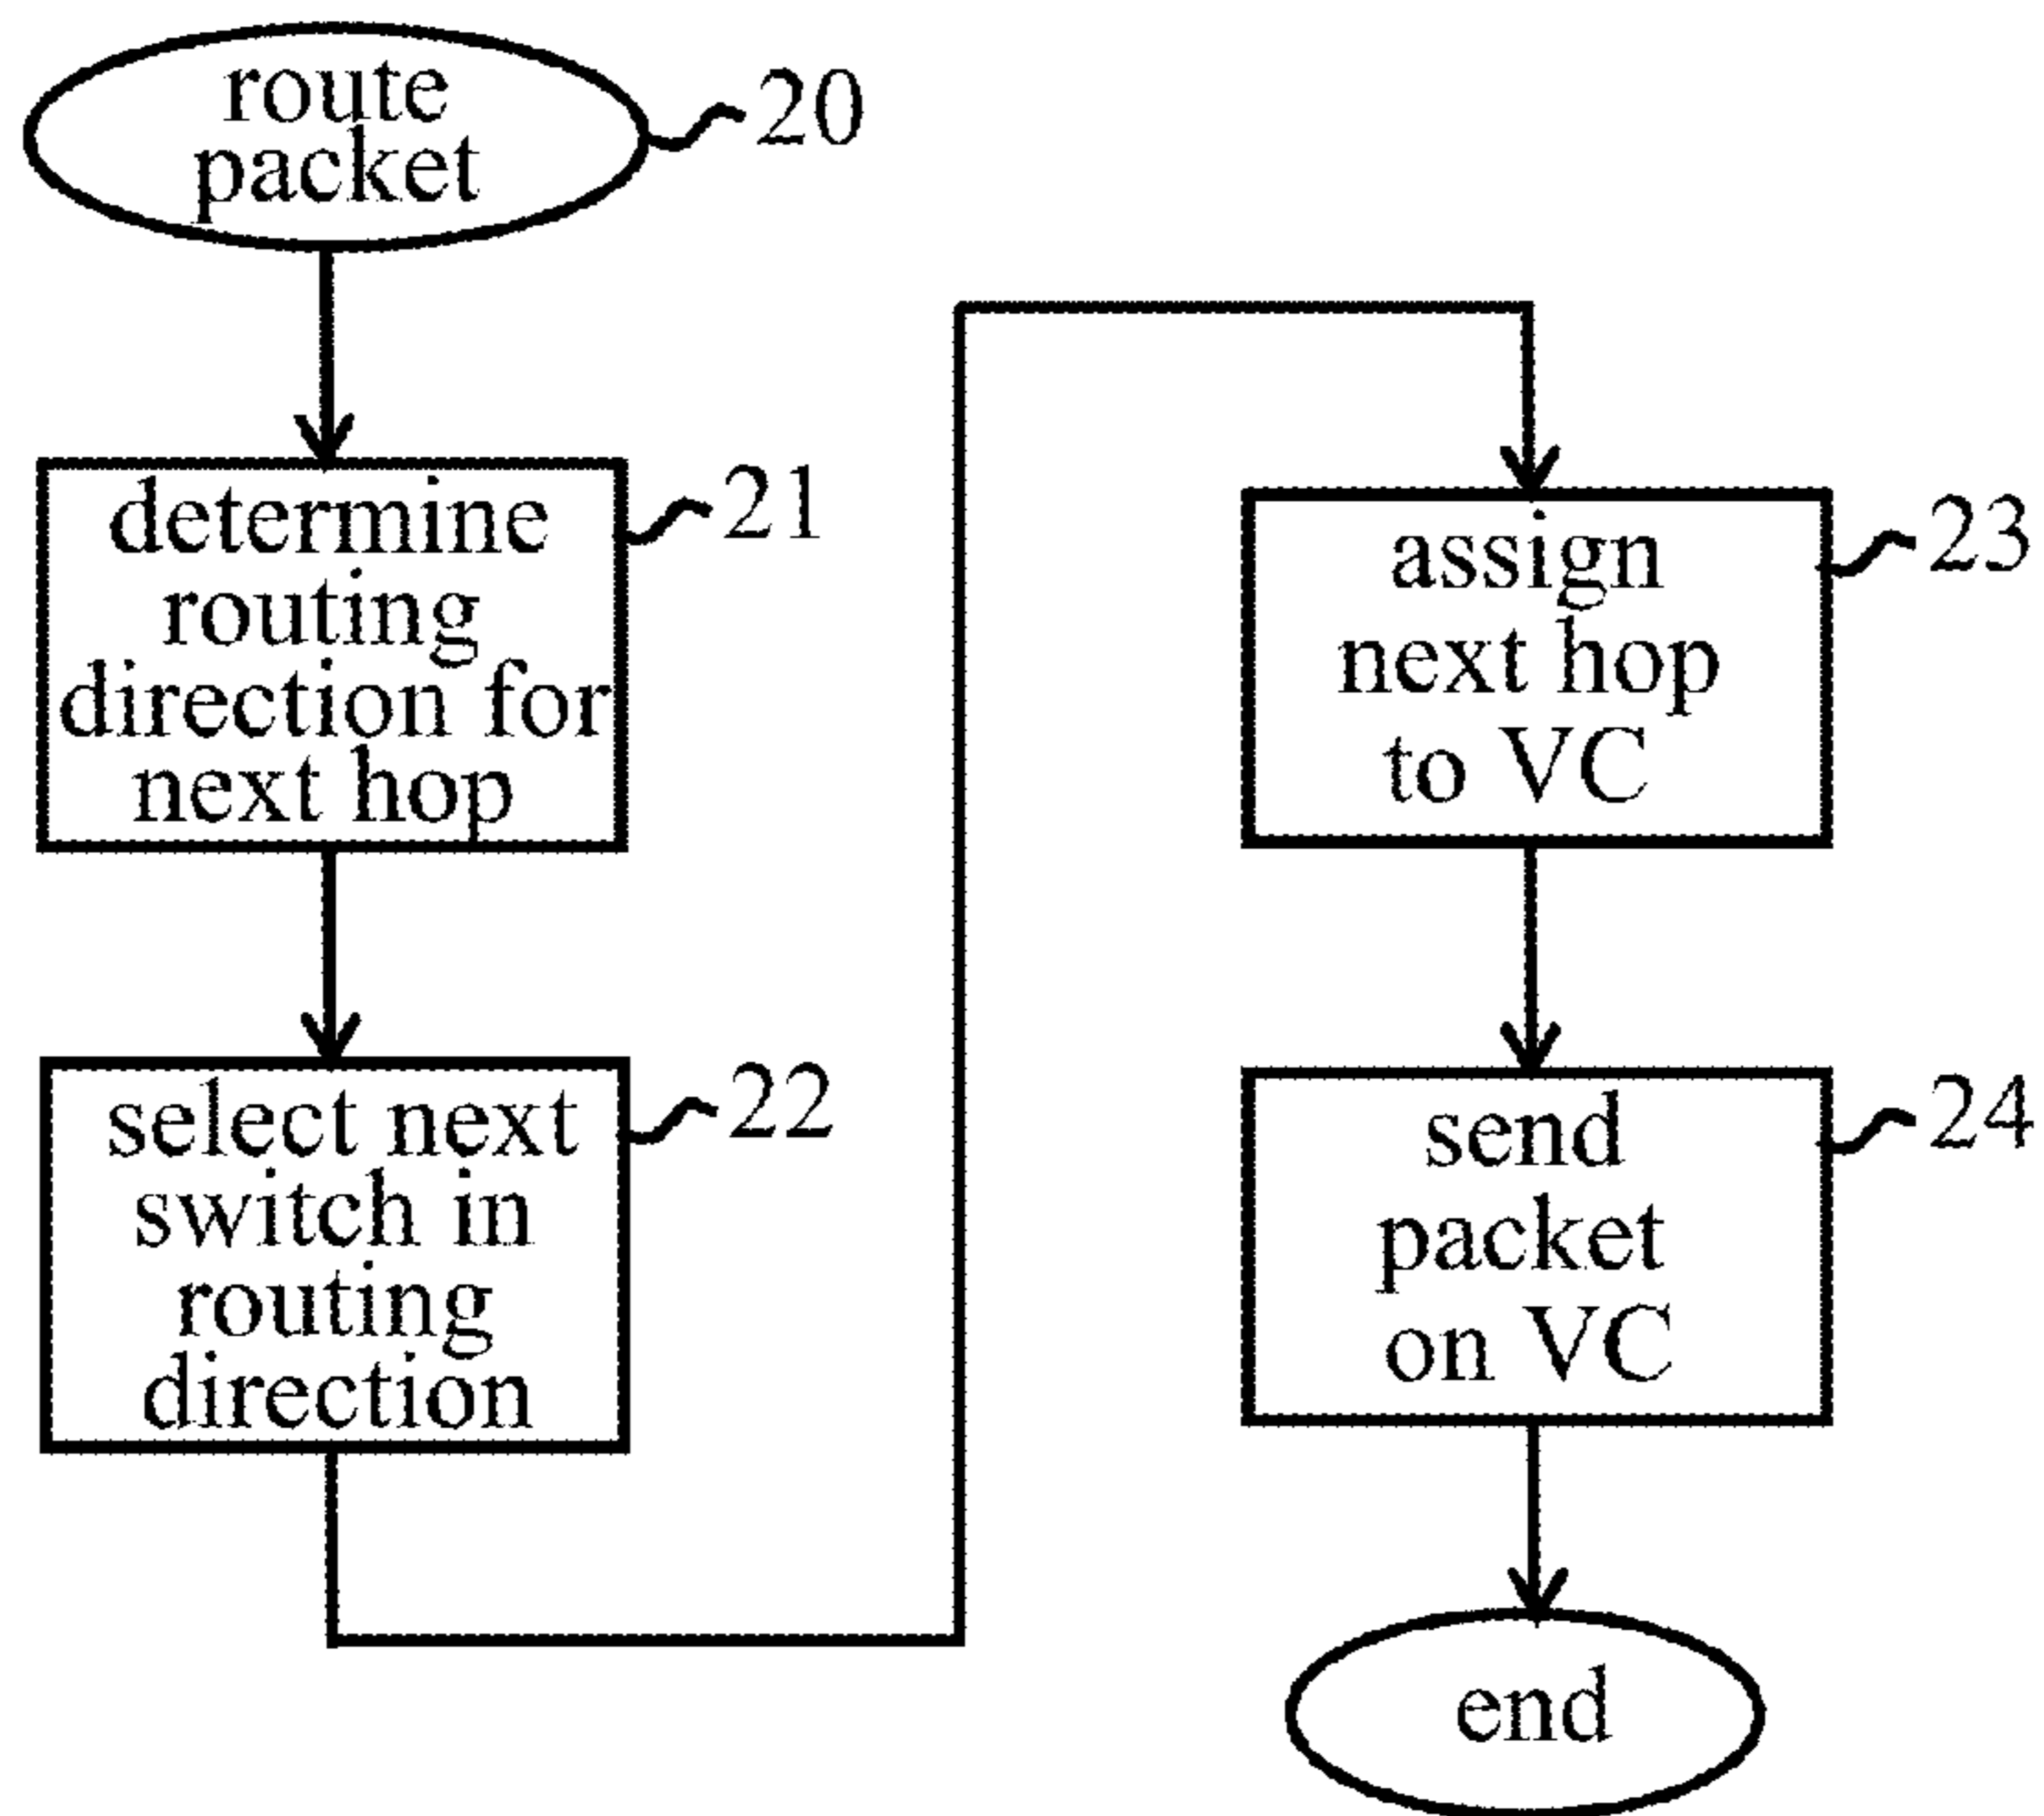 route
packet
20
determine
routing
direction for
next hop
21
select next
switch in
routing
direction
22
assign
next hop
to VC
23
send
packet
on VC
24
end